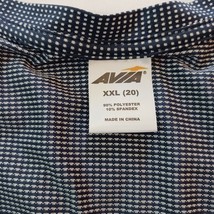 AVIA
XXL (20)
90% POLYESTER
10% SPANDEX
MADE IN CHINA